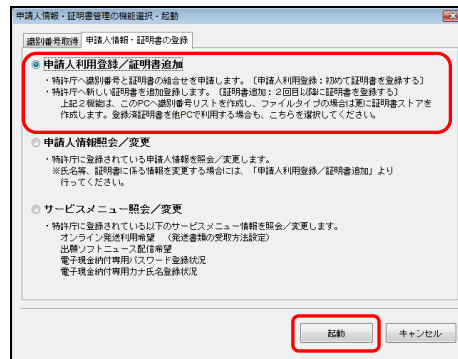 申請人情報・証明書管理の機能選択・起動
識別番号取得 申請人情報・証明書の登録
申請人利用登録／証明書追加
・特許庁へ識別番号と証明書の組合せを申請します。〔申請人利用登録：初めて証明書を登録する〕
・特許庁へ新しい証明書を追加登録します。〔証明書追加：２回目以降に証明書を登録する〕
上記２機能は、このPCへ識別番号リストを作成し、ファイルタイプの場合は更に証明書ストアを
作成します。登録済証明書を他PCで利用する場合も、こちらを選択してください。
申請人情報照会／変更
・特許庁に登録されている申請人情報を照会／変更します。
※氏名等、証明書に係る情報を変更する場合には、「申請人利用登録／証明書追加」より
行ってください。
サービスメニュー照会／変更
・特許庁に登録されている以下のサービスメニュー情報を照会／変更します。
オンライン発送利用希望 （発送書類の受取方法設定）
出願ソフトニュース配信希望
電子現金納付専用パスワード登録状況
電子現金納付専用カナ氏名登録状況
起動 キャンセル